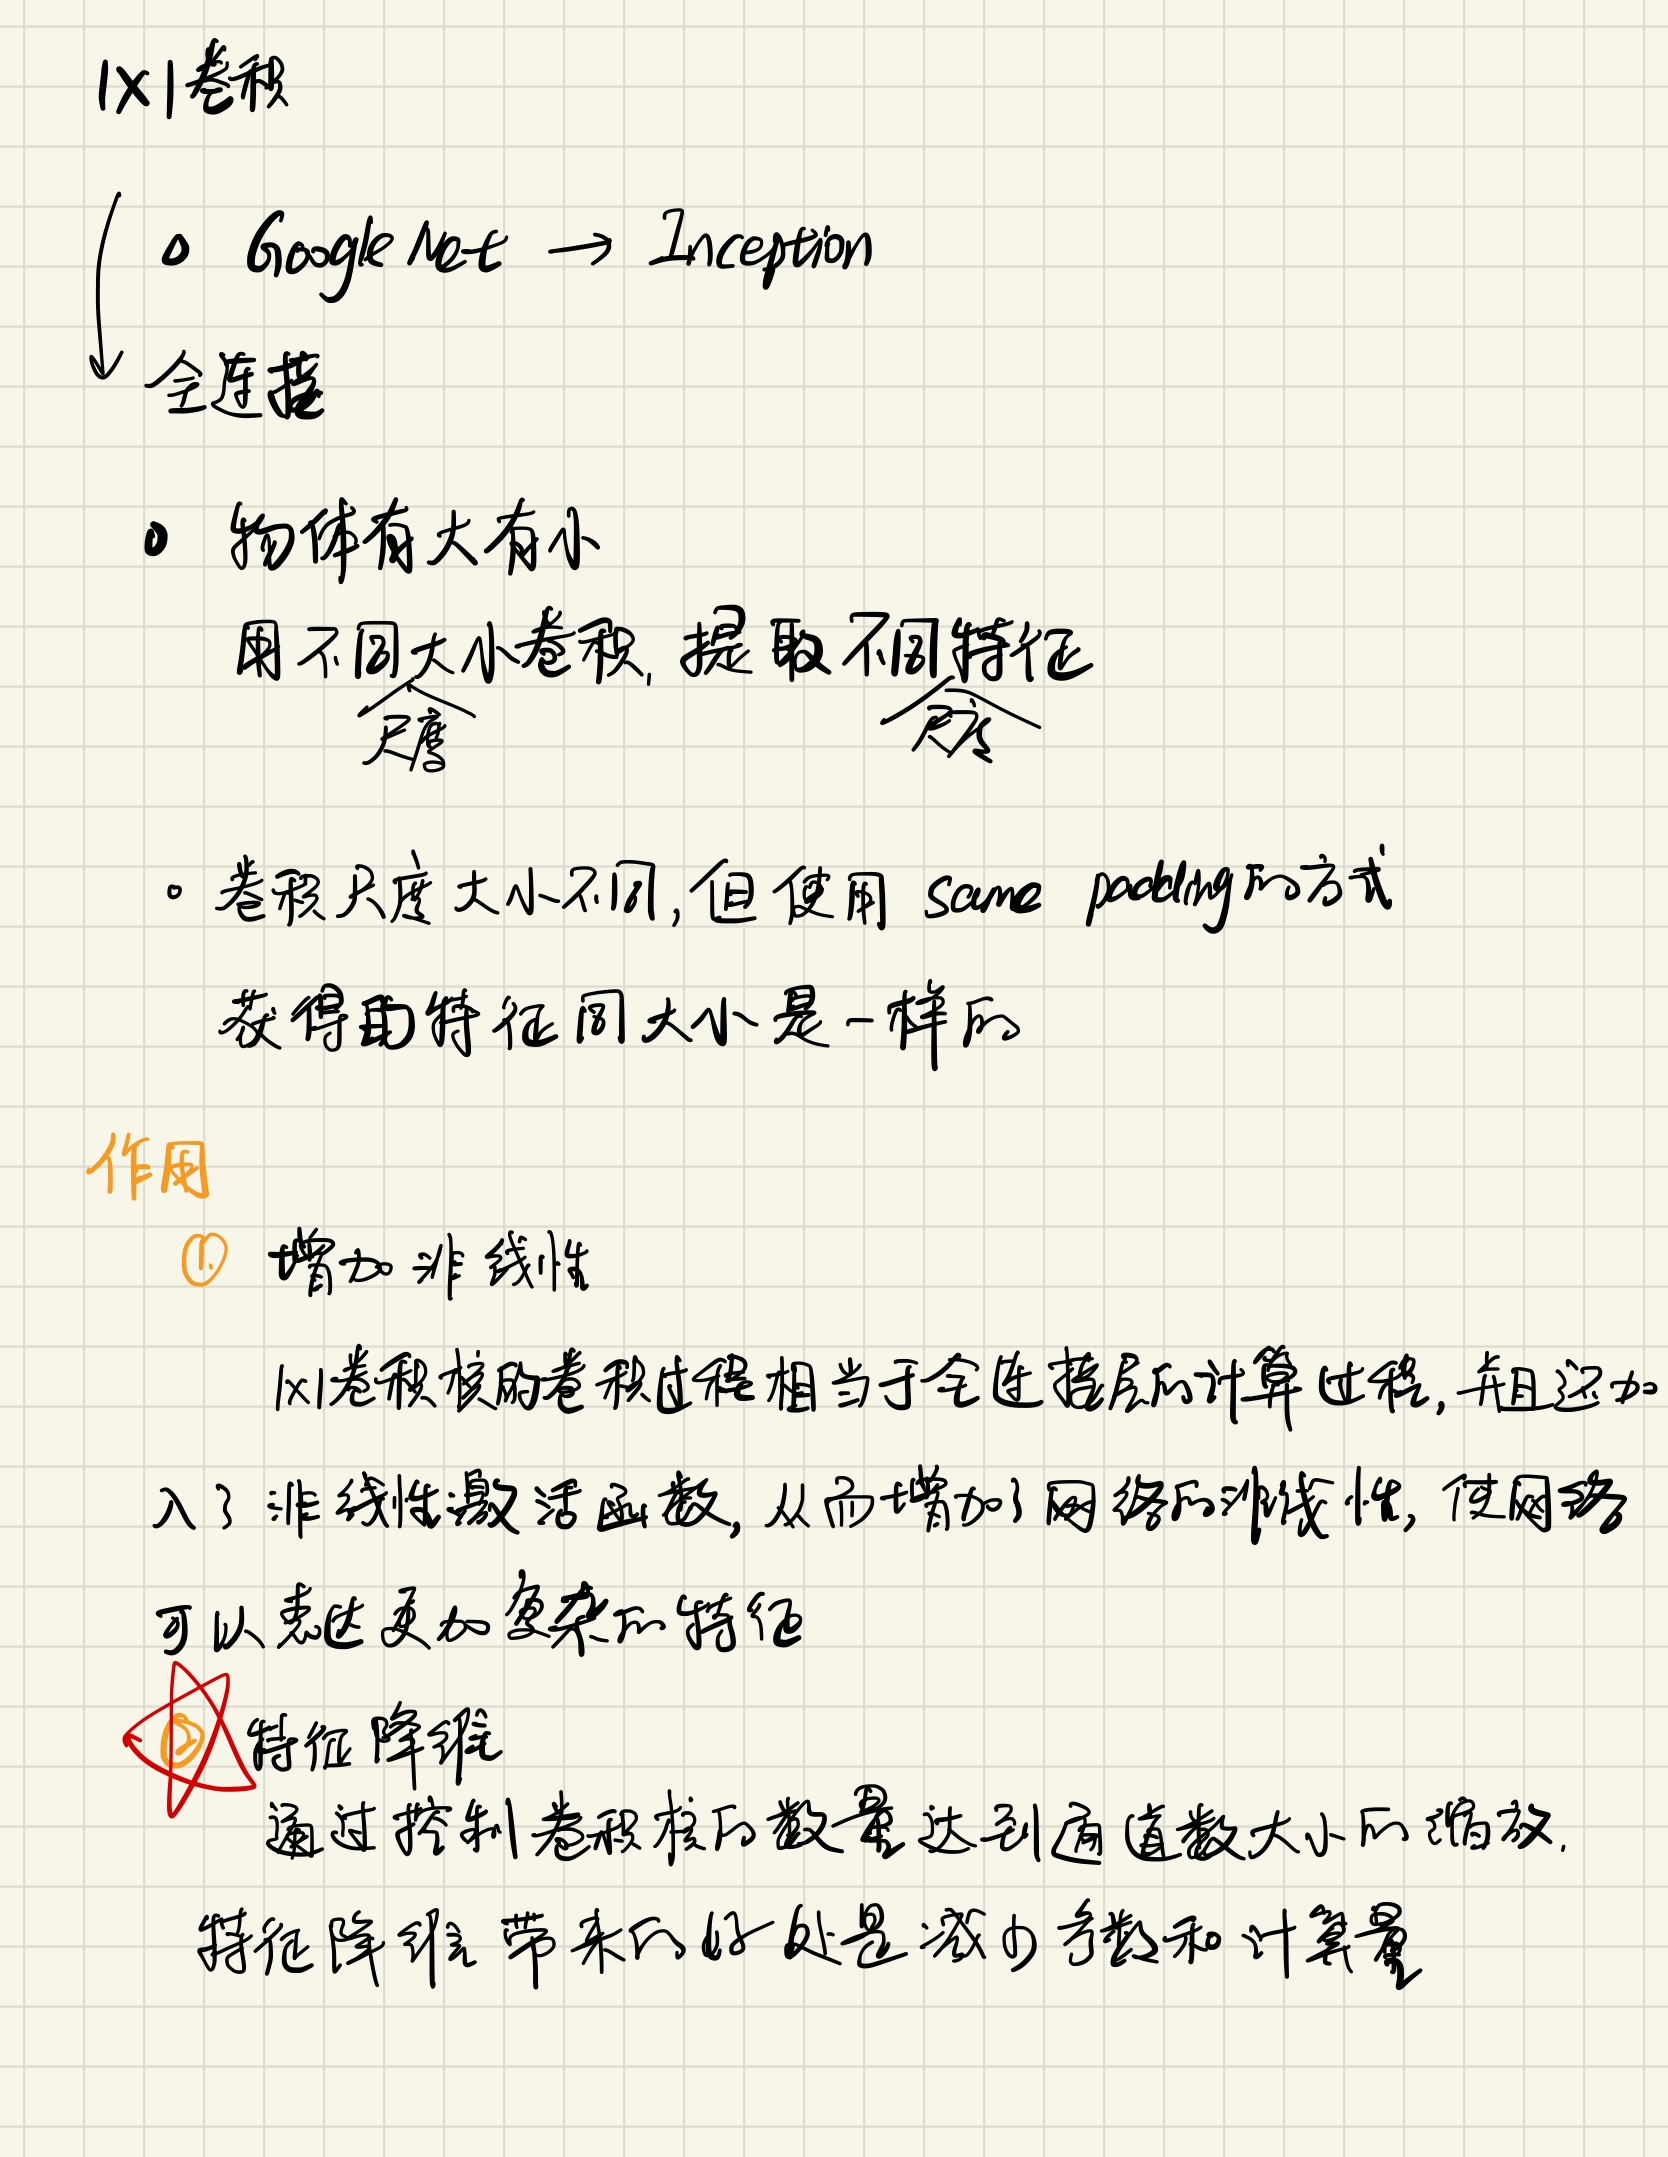 1×1卷积
o GoogleNet → Inception
全连接
o 物体有大有小
用不同大小卷积,提取不同特征
尺度 尺度
o 卷积尺度大小不同,但使用 same padding的方式
获得的特征图大小是一样的
作用
① 增加非线性
1×1卷积核的卷积过程相当于全连接层的计算过程,并且还加
入了非线性激活函数,从而增加了网络的非线性,使网络
可以表达更加复杂的特征
② 特征降维
通过控制卷积核的数量达到通道数大小的缩放.
特征降维带来的好处是减少参数和计算量